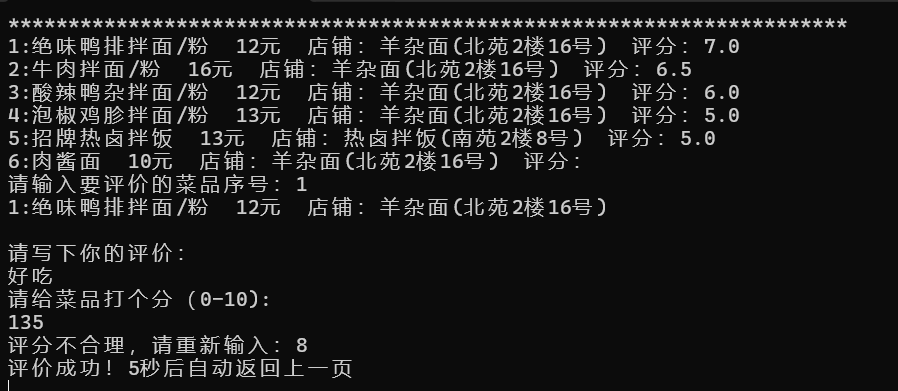 **********************************************************************
1:绝味鸭排拌面/粉  12元  店铺: 羊杂面(北苑2楼16号)  评分: 7.0
2:牛肉拌面/粉  16元  店铺: 羊杂面(北苑2楼16号)  评分: 6.5
3:酸辣鸭杂拌面/粉  12元  店铺: 羊杂面(北苑2楼16号)  评分: 6.0
4:泡椒鸡胗拌面/粉  13元  店铺: 羊杂面(北苑2楼16号)  评分: 5.0
5:招牌热卤拌饭  13元  店铺: 热卤拌饭(南苑2楼8号)  评分: 5.0
6:肉酱面  10元  店铺: 羊杂面(北苑2楼16号)  评分:
请输入要评价的菜品序号: 1
1:绝味鸭排拌面/粉  12元  店铺: 羊杂面(北苑2楼16号)
请写下你的评价:
好吃
请给菜品打个分（0-10):
135
评分不合理，请重新输入: 8
评价成功! 5秒后自动返回上一页